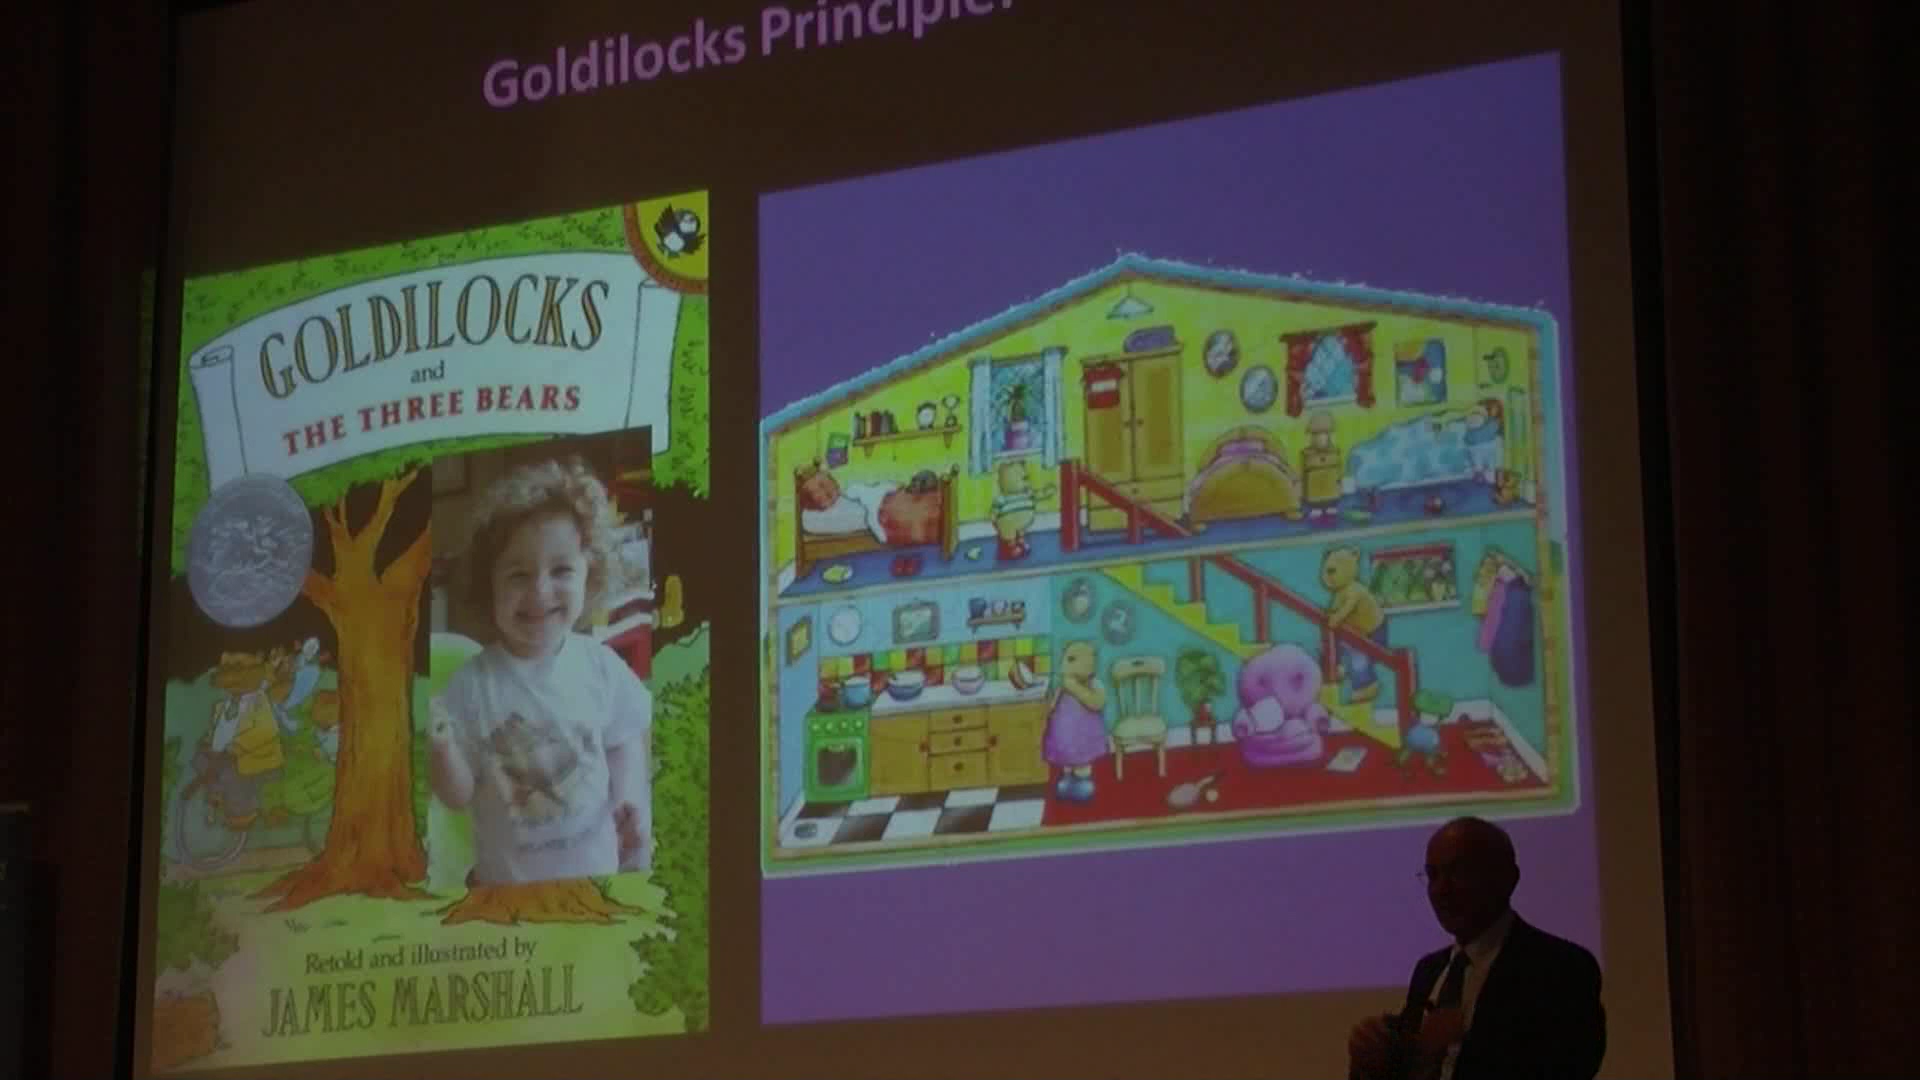 Goldilocks Principle:
GOLDILOCKS
and
THE THREE BEARS
Retold and illustrated by
JAMES MARSHALL